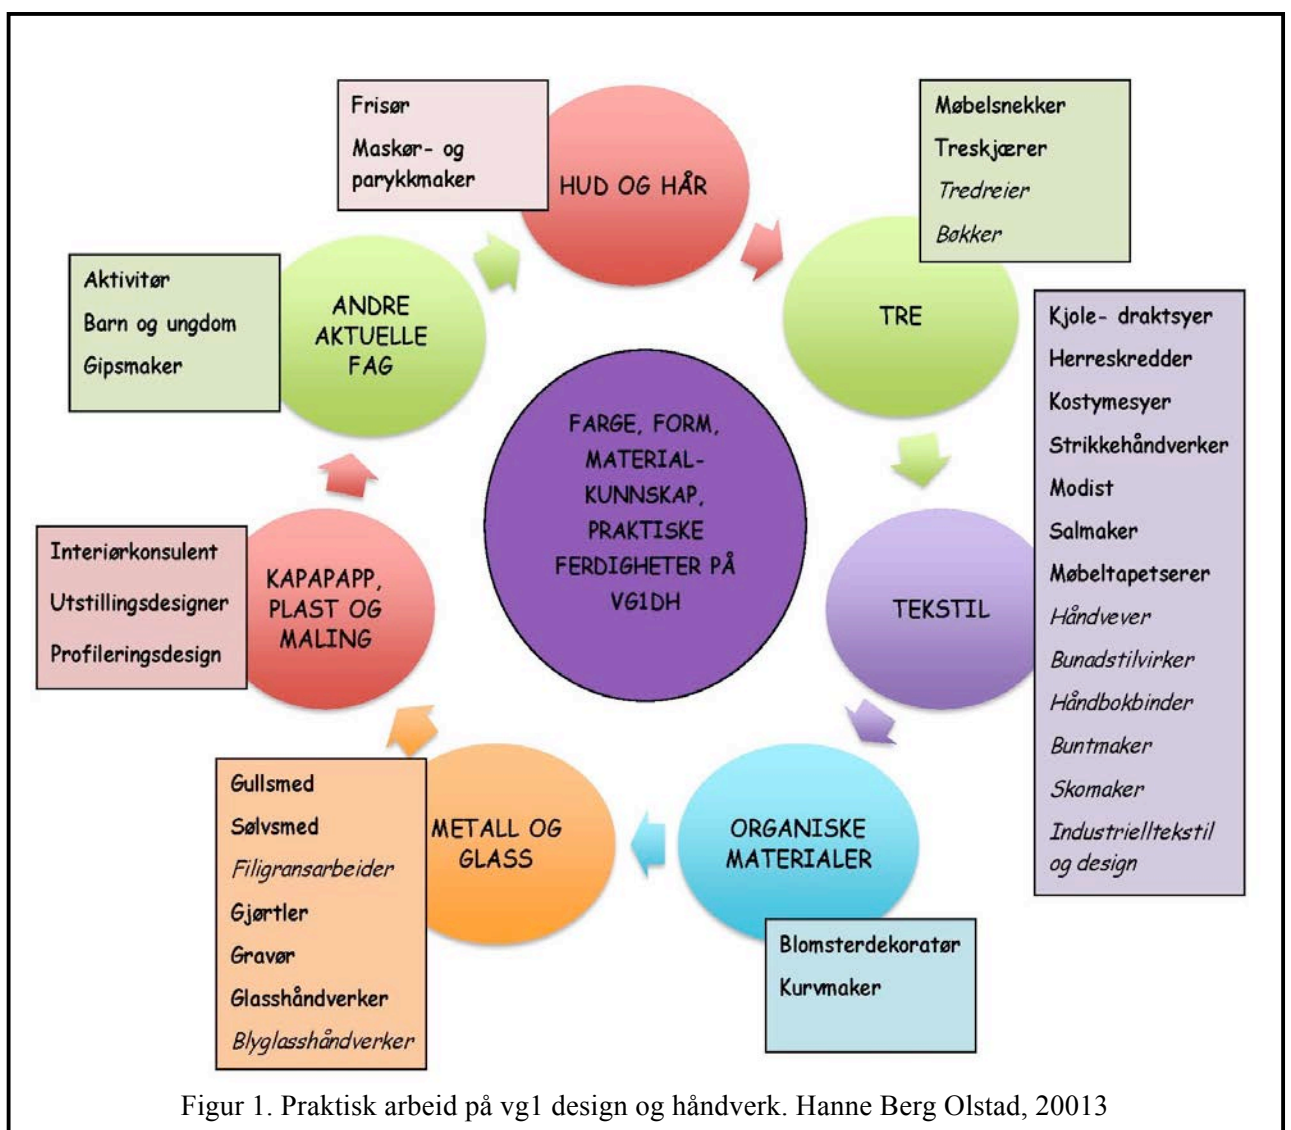 Frisør
Maskør- og
parykkmaker
HUD OG HÅR
Møbelsnekker
Treskjærer
Tredreier
Bøkker
TRE
Kjole- draktsyer
Herreskredder
Kostymesyer
Strikkehåndverker
Modist
Salmaker
Møbeltapetserer
Håndvever
Bunadstilvirker
Håndbokbinder
Buntmaker
Skomaker
Industrielltekstil
og design
TEKSTIL
ORGANISKE
MATERIALER
Blomsterdekoratør
Kurvmaker
METALL OG
GLASS
Gullsmed
Sølvsmed
Filigransarbeider
Gjørtler
Gravør
Glasshåndverker
Blyglasshåndverker
KAPAPAPP,
PLAST OG
MALING
Interiørkonsulent
Utstillingsdesigner
Profileringsdesign
ANDRE
AKTUELLE
FAG
Aktivitør
Barn og ungdom
Gipsmaker
FARGE, FORM,
MATERIAL-
KUNNSKAP,
PRAKTISKE
FERDIGHETER PÅ
VG1DH
Figur 1. Praktisk arbeid på vg1 design og håndverk. Hanne Berg Olstad, 20013